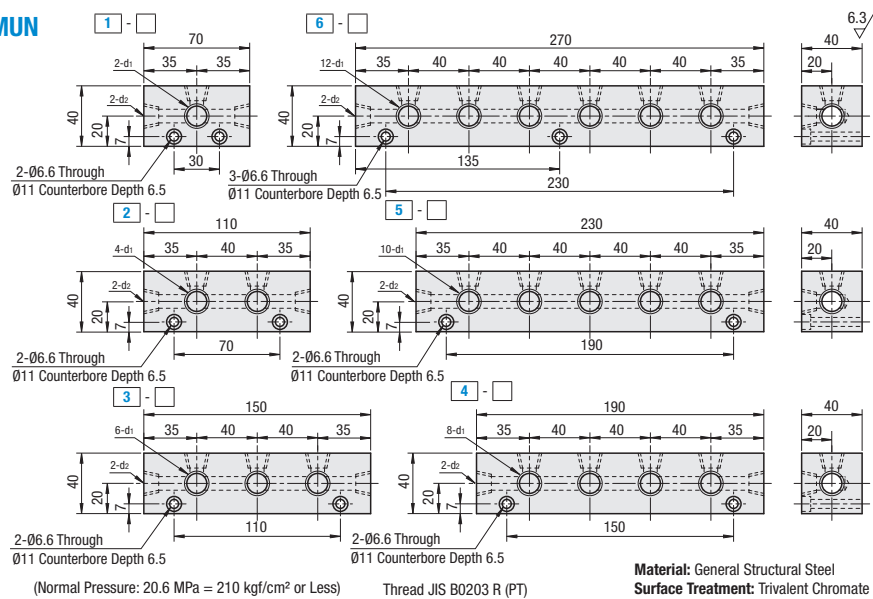 MUN
1 -
6 -
6.3
70
270
40
35 35
35 40 40 40 40 40 35
20
2-d1
12-d1
2-d2
2-d2
40
20
7
40
20
7
30
135
230
2-Ø6.6 Through
Ø11 Counterbore Depth 6.5
3-Ø6.6 Through
Ø11 Counterbore Depth 6.5
2 -
5 -
110
230
40
35 40 35
35 40 40 40 40 35
20
4-d1
10-d1
2-d2
2-d2
40
20
7
40
20
7
70
190
2-Ø6.6 Through
Ø11 Counterbore Depth 6.5
2-Ø6.6 Through
Ø11 Counterbore Depth 6.5
3 -
4 -
150
190
40
35 40 40 35
35 40 40 40 35
20
6-d1
8-d1
2-d2
2-d2
40
20
7
40
20
7
110
150
2-Ø6.6 Through
Ø11 Counterbore Depth 6.5
2-Ø6.6 Through
Ø11 Counterbore Depth 6.5
(Normal Pressure: 20.6 MPa = 210 kgf/cm² or Less)
Thread JIS B0203 R (PT)
Material: General Structural Steel
Surface Treatment: Trivalent Chromate